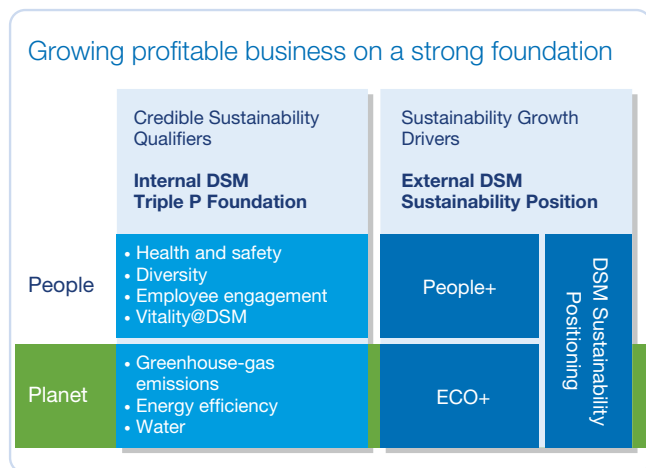 Growing profitable business on a strong foundation
Credible Sustainability
Qualifiers
Internal DSM
Triple P Foundation
Sustainability Growth
Drivers
External DSM
Sustainability Position
People
• Health and safety
• Diversity
• Employee engagement
• Vitality@DSM
People+
DSM Sustainability
Positioning
Planet
• Greenhouse-gas
emissions
• Energy efficiency
• Water
ECO+